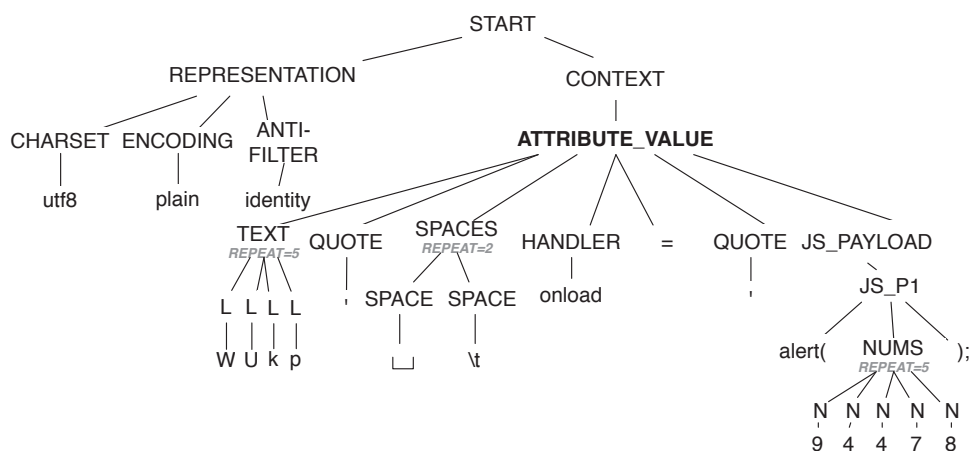 START
REPRESENTATION CONTEXT
CHARSET ENCODING ANTI-
FILTER ATTRIBUTE_VALUE
utf8 plain identity
TEXT QUOTE SPACES HANDLER = QUOTE JS_PAYLOAD
REPEAT=5 REPEAT=2
L L L L ' SPACE SPACE onload ' JS_P1
W U k p \t alert( NUMS );
REPEAT=5
N N N N N
9 4 4 7 8